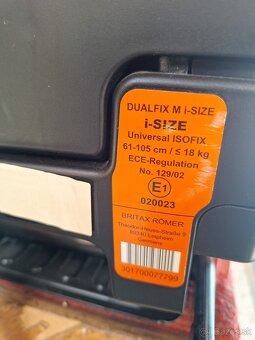 DUALFIX M i-SIZE
i-SIZE
Universal ISOFIX
61-105 cm / ≤ 18 kg
ECE-Regulation
No. 129/02
E1
020023
BRITAX RÖMER
Theodor-Heuss-Straße 9
89340 Leipheim
Germany
301700077799